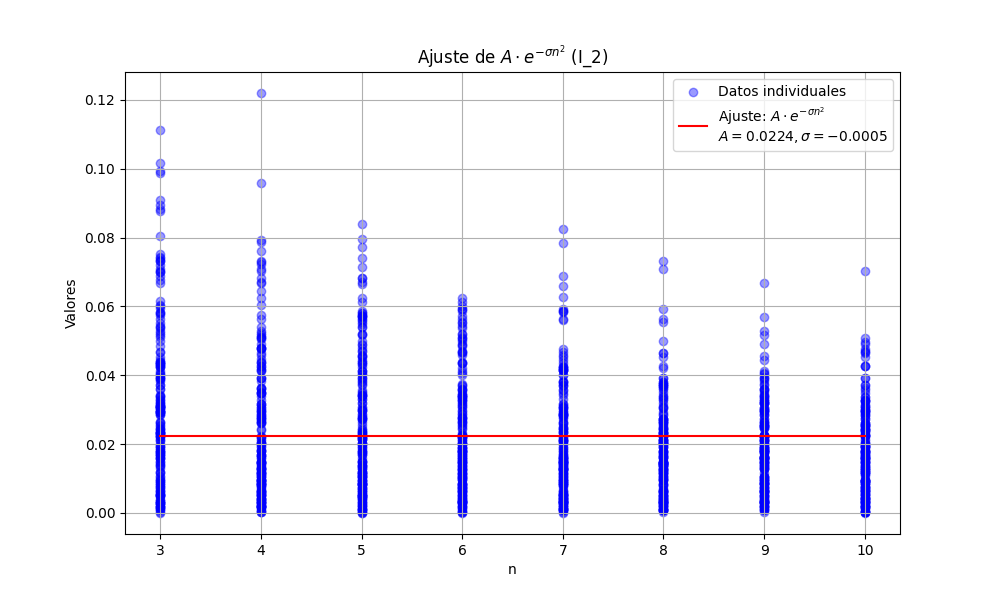 Ajuste de $A \cdot e^{-\sigma n^2}$ (I_2)
Valores
0.12
0.10
0.08
0.06
0.04
0.02
0.00
Datos individuales
Ajuste: $A \cdot e^{-\sigma n^2}$
$A = 0.0224, \sigma = -0.0005$
3 4 5 6 7 8 9 10
n